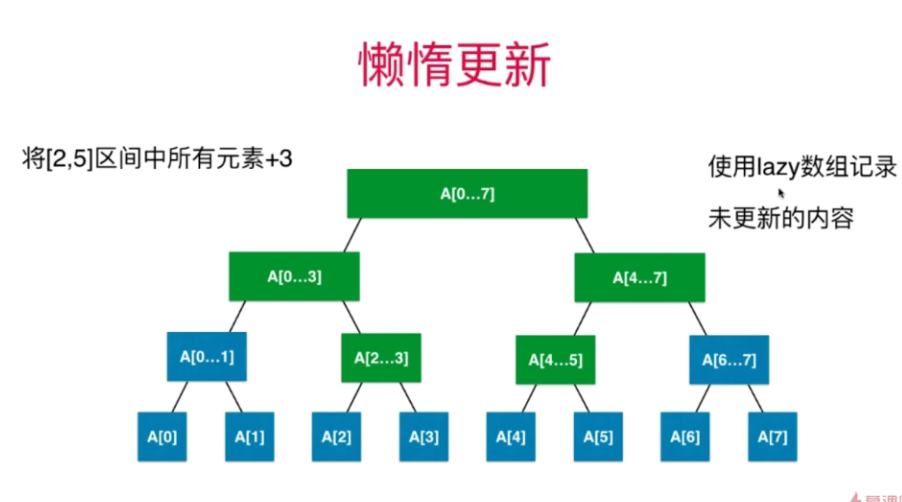 懒惰更新
将[2,5]区间中所有元素+3
使用lazy数组记录
未更新的内容
A[0...7]
A[0...3]
A[4...7]
A[0...1]
A[2...3]
A[4...5]
A[6...7]
A[0]
A[1]
A[2]
A[3]
A[4]
A[5]
A[6]
A[7]